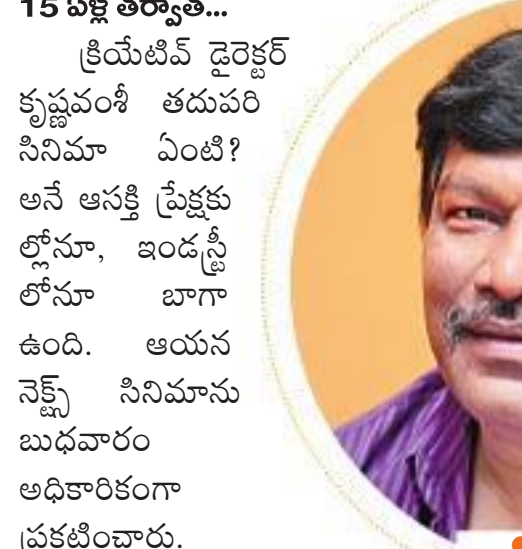 15 ఏళ్ల తర్వాత...
క్రియేటివ్ డైరెక్టర్
కృష్ణవంశీ తదుపరి
సినిమా ఏంటి?
అనే ఆసక్తి ప్రేక్షకు
ల్లోనూ, ఇండస్ట్రీ
లోనూ బాగా
ఉంది. ఆయన
నెక్ట్స్ సినిమాను
బుధవారం
అధికారికంగా
ప్రకటించారు.